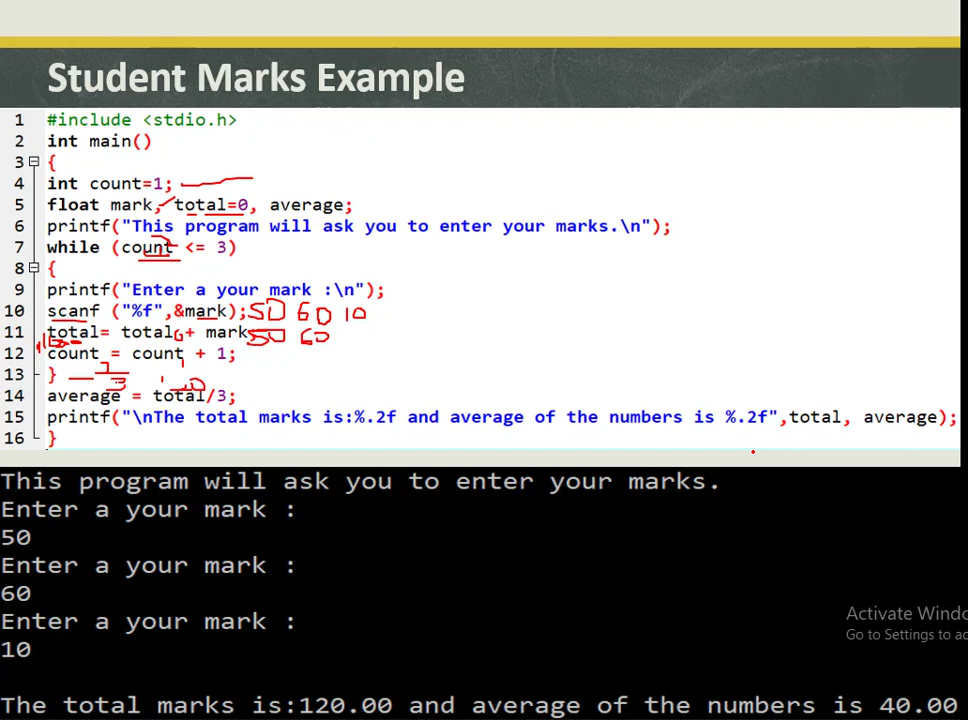 Student Marks Example
1 #include <stdio.h>
2 int main()
3 {
4 int count=1;
5 float mark, total=0, average;
6 printf("This program will ask you to enter your marks.\n");
7 while (count <= 3)
8 {
9 printf("Enter a your mark :\n");
10 scanf ("%f",&mark); 50 60 10
11 total= total + mark 50 60
12 count = count + 1;
13 }
14 average = total/3;
15 printf("\nThe total marks is:%.2f and average of the numbers is %.2f",total, average);
16 }
This program will ask you to enter your marks.
Enter a your mark :
50
Enter a your mark :
60
Enter a your mark :
10
Activate Windo
Go to Settings to ac
The total marks is:120.00 and average of the numbers is 40.00